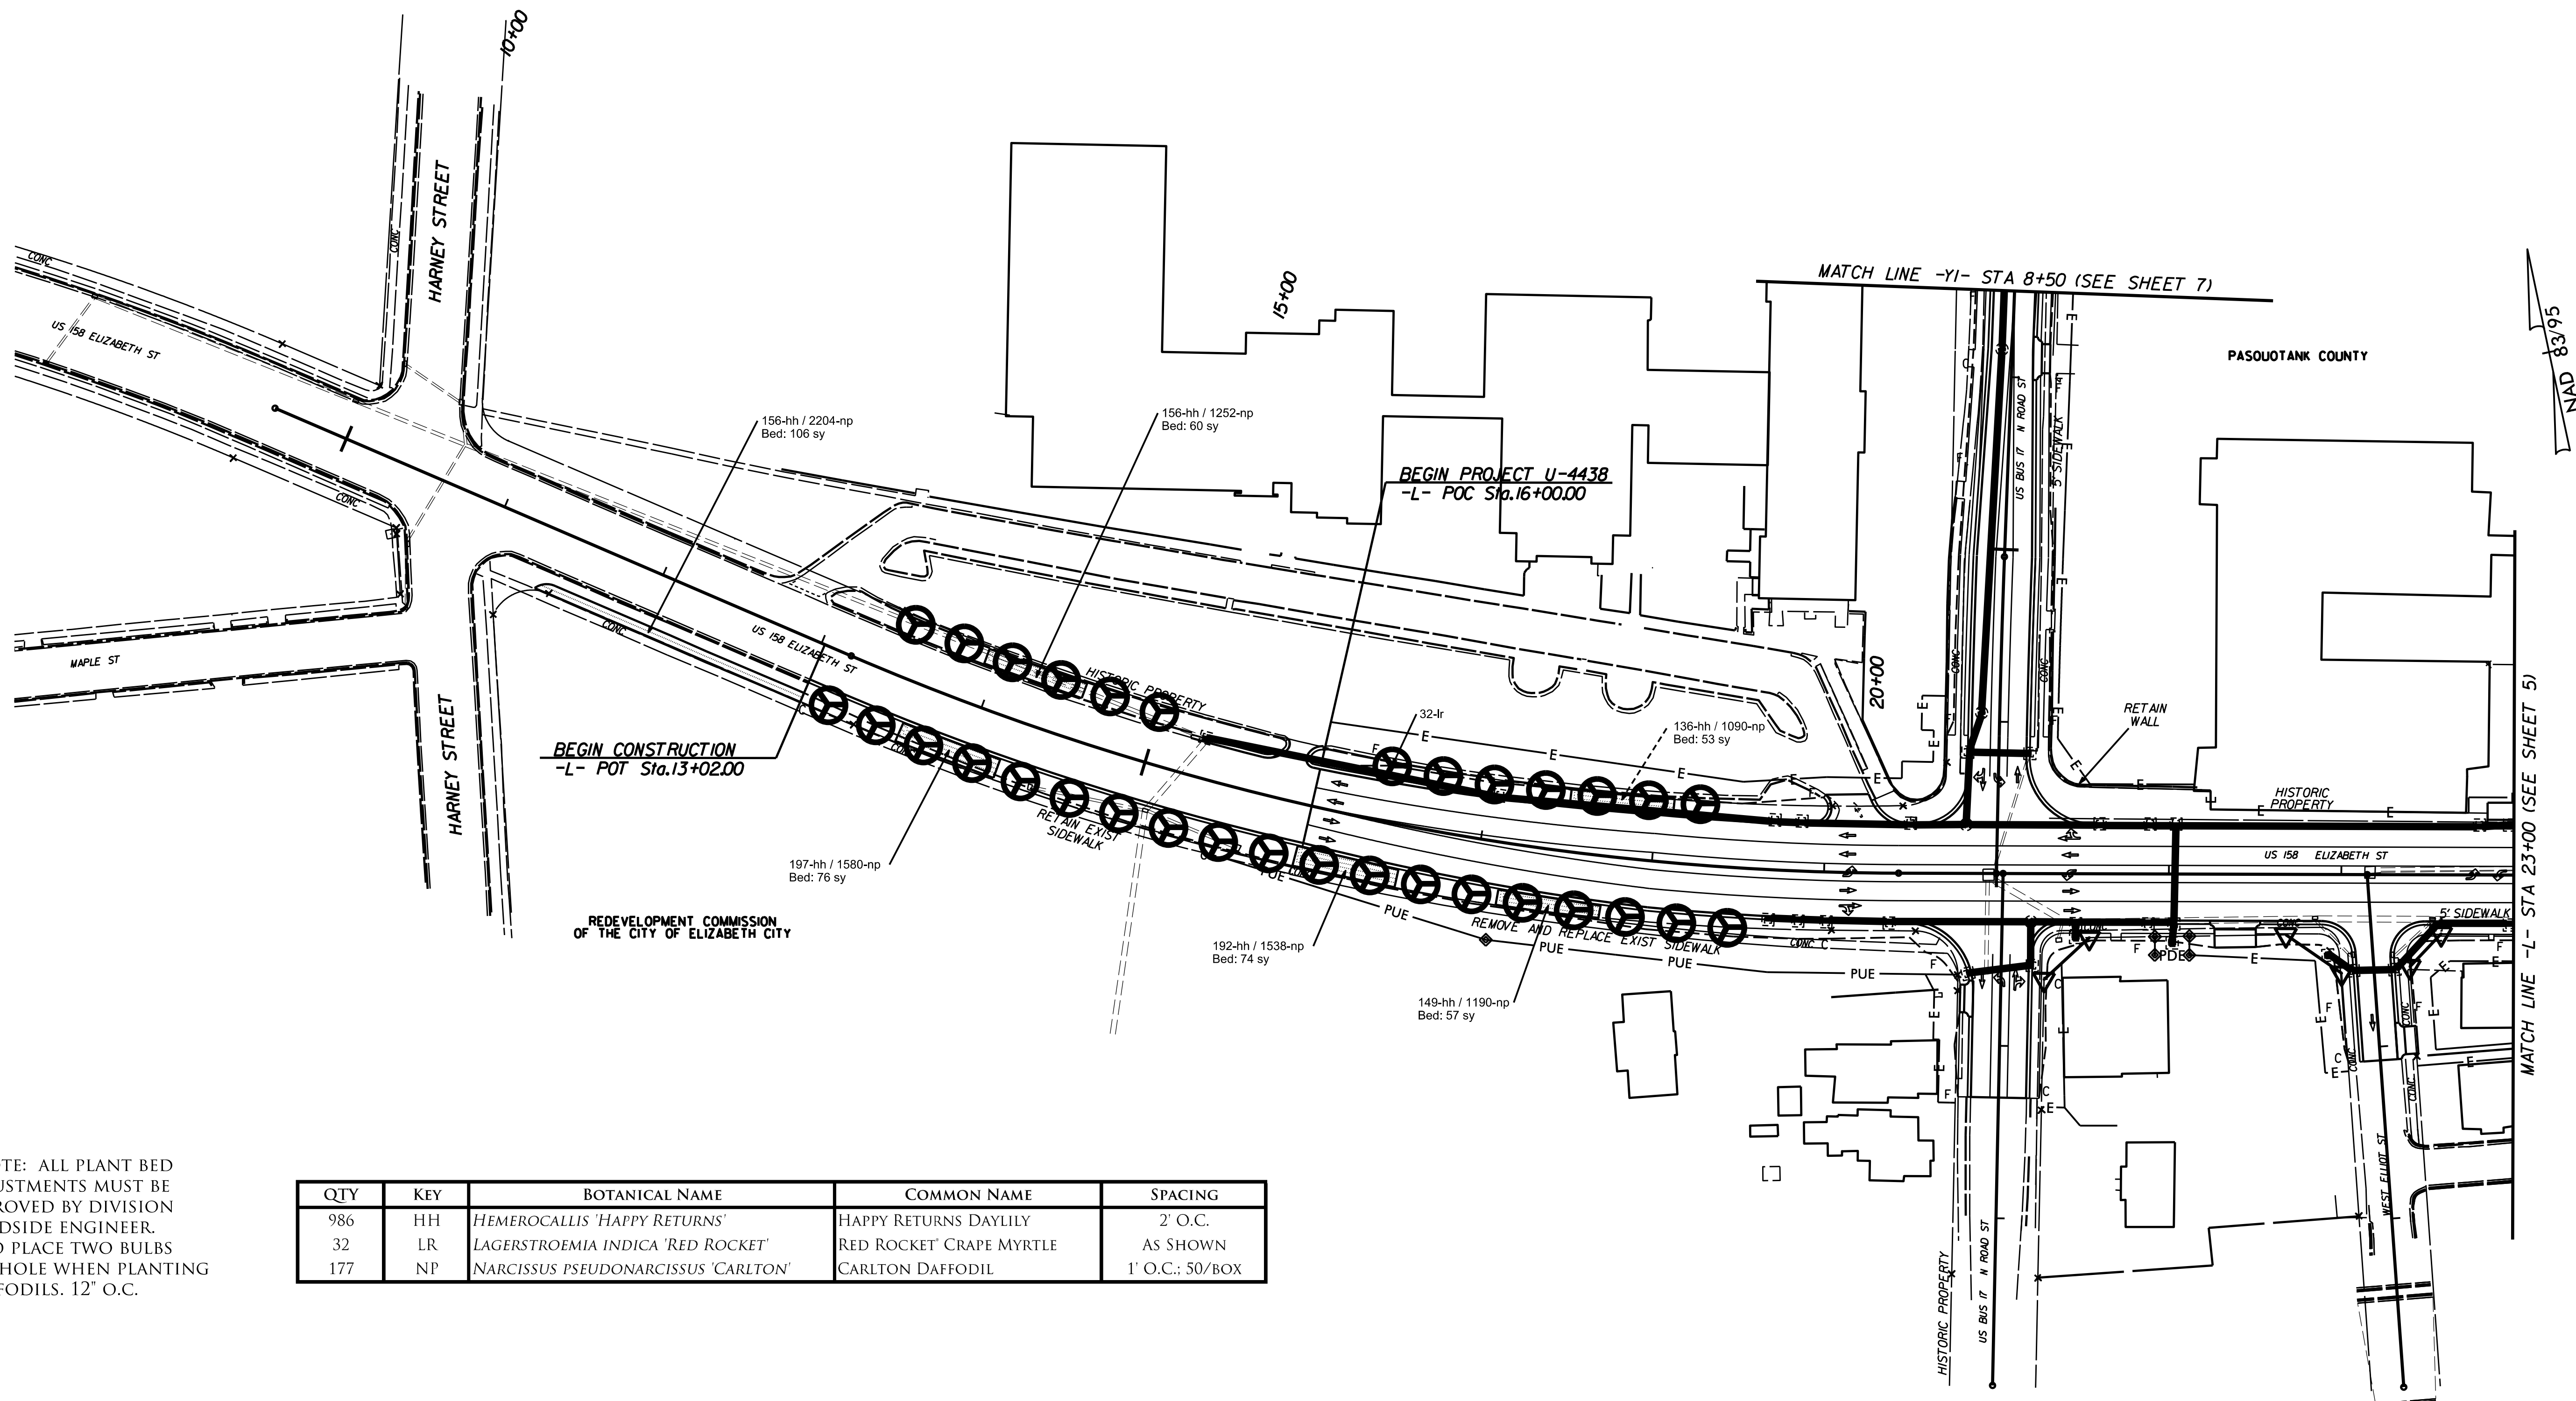 10+00
HARNEY STREET
CONC
CONC
US 158 ELIZABETH ST
15+00
MATCH LINE -Y1- STA 8+50 (SEE SHEET 7)
PASQUOTANK COUNTY
NAD 83/95
156-hh / 2204-np
Bed: 106 sy
156-hh / 1252-np
Bed: 60 sy
BEGIN PROJECT U-4438
-L- POC Sta.16+00.00
US BUS 17 N ROAD ST
5' SIDEWALK
CONC
CONC
CONC
CONC
MAPLE ST
US 158 ELIZABETH ST
HISTORIC PROPERTY
20+00
RETAIN
WALL
32-lr
136-hh / 1090-np
Bed: 53 sy
HARNEY STREET
BEGIN CONSTRUCTION
-L- POT Sta.13+02.00
HISTORIC
PROPERTY
RETAIN EXIST
SIDEWALK
US 158 ELIZABETH ST
197-hh / 1580-np
Bed: 76 sy
REDEVELOPMENT COMMISSION
OF THE CITY OF ELIZABETH CITY
PUE
PUE
PUE
PUE
PUE
192-hh / 1538-np
Bed: 74 sy
REMOVE AND REPLACE EXIST SIDEWALK
CONC
5' SIDEWALK
PDE
149-hh / 1190-np
Bed: 57 sy
MATCH LINE -L- STA 23+00 (SEE SHEET 5)
CONC
CONC
CONC
WEST ELLIOT ST
US BUS 17 N ROAD ST
HISTORIC PROPERTY
OTE: ALL PLANT BED
USTMENTS MUST BE
ROVED BY DIVISION
DSIDE ENGINEER.
O PLACE TWO BULBS
HOLE WHEN PLANTING
FODILS. 12" O.C.
QTY KEY BOTANICAL NAME COMMON NAME SPACING
986 HH HEMEROCALLIS 'HAPPY RETURNS' HAPPY RETURNS DAYLILY 2' O.C.
32 LR LAGERSTROEMIA INDICA 'RED ROCKET' RED ROCKET® CRAPE MYRTLE AS SHOWN
177 NP NARCISSUS PSEUDONARCISSUS 'CARLTON' CARLTON DAFFODIL 1' O.C.; 50/BOX